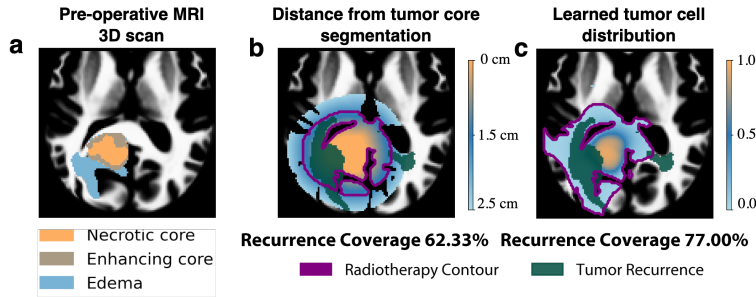 Pre-operative MRI
3D scan
Distance from tumor core
segmentation
Learned tumor cell
distribution
a
b
c
0 cm
1.5 cm
2.5 cm
1.0
0.5
0.0
Necrotic core
Enhancing core
Edema
Recurrence Coverage 62.33%
Recurrence Coverage 77.00%
Radiotherapy Contour
Tumor Recurrence